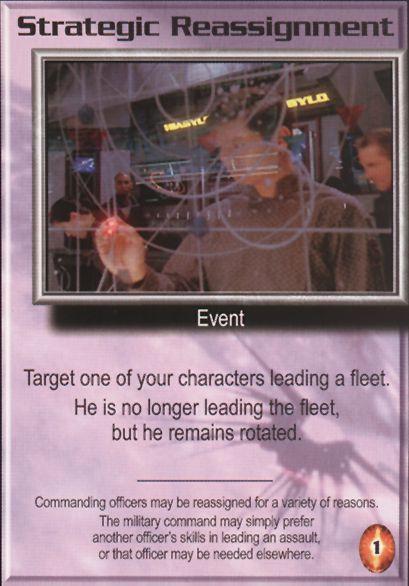 Strategic Reassignment
BABYL
BYLO
Event
Target one of your characters leading a fleet.
He is no longer leading the fleet,
but he remains rotated.
Commanding officers may be reassigned for a variety of reasons.
The military command may simply prefer
another officer's skills in leading an assault,
or that officer may be needed elsewhere.
1